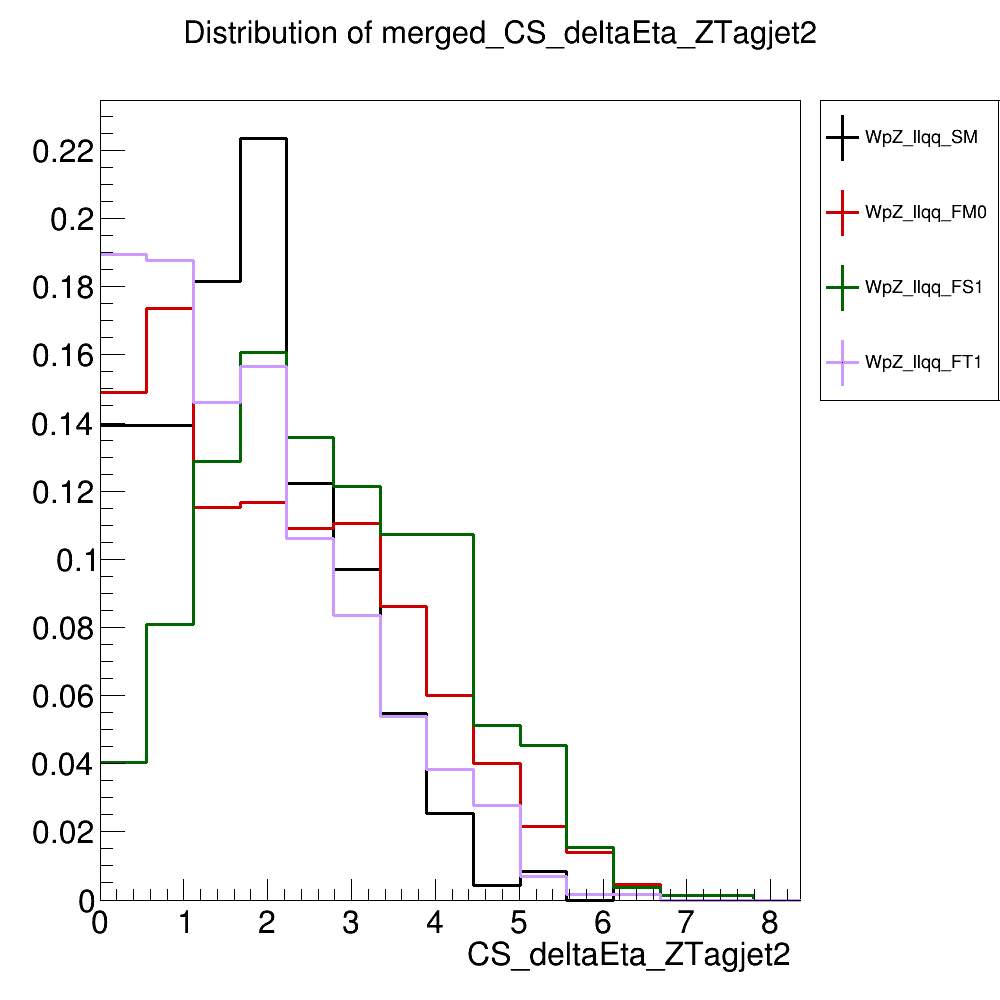 Distribution of merged_CS_deltaEta_ZTagjet2
WpZ_llqq_SM
WpZ_llqq_FM0
WpZ_llqq_FS1
WpZ_llqq_FT1
0.22
0.2
0.18
0.16
0.14
0.12
0.1
0.08
0.06
0.04
0.02
0
0 1 2 3 4 5 6 7 8
CS_deltaEta_ZTagjet2